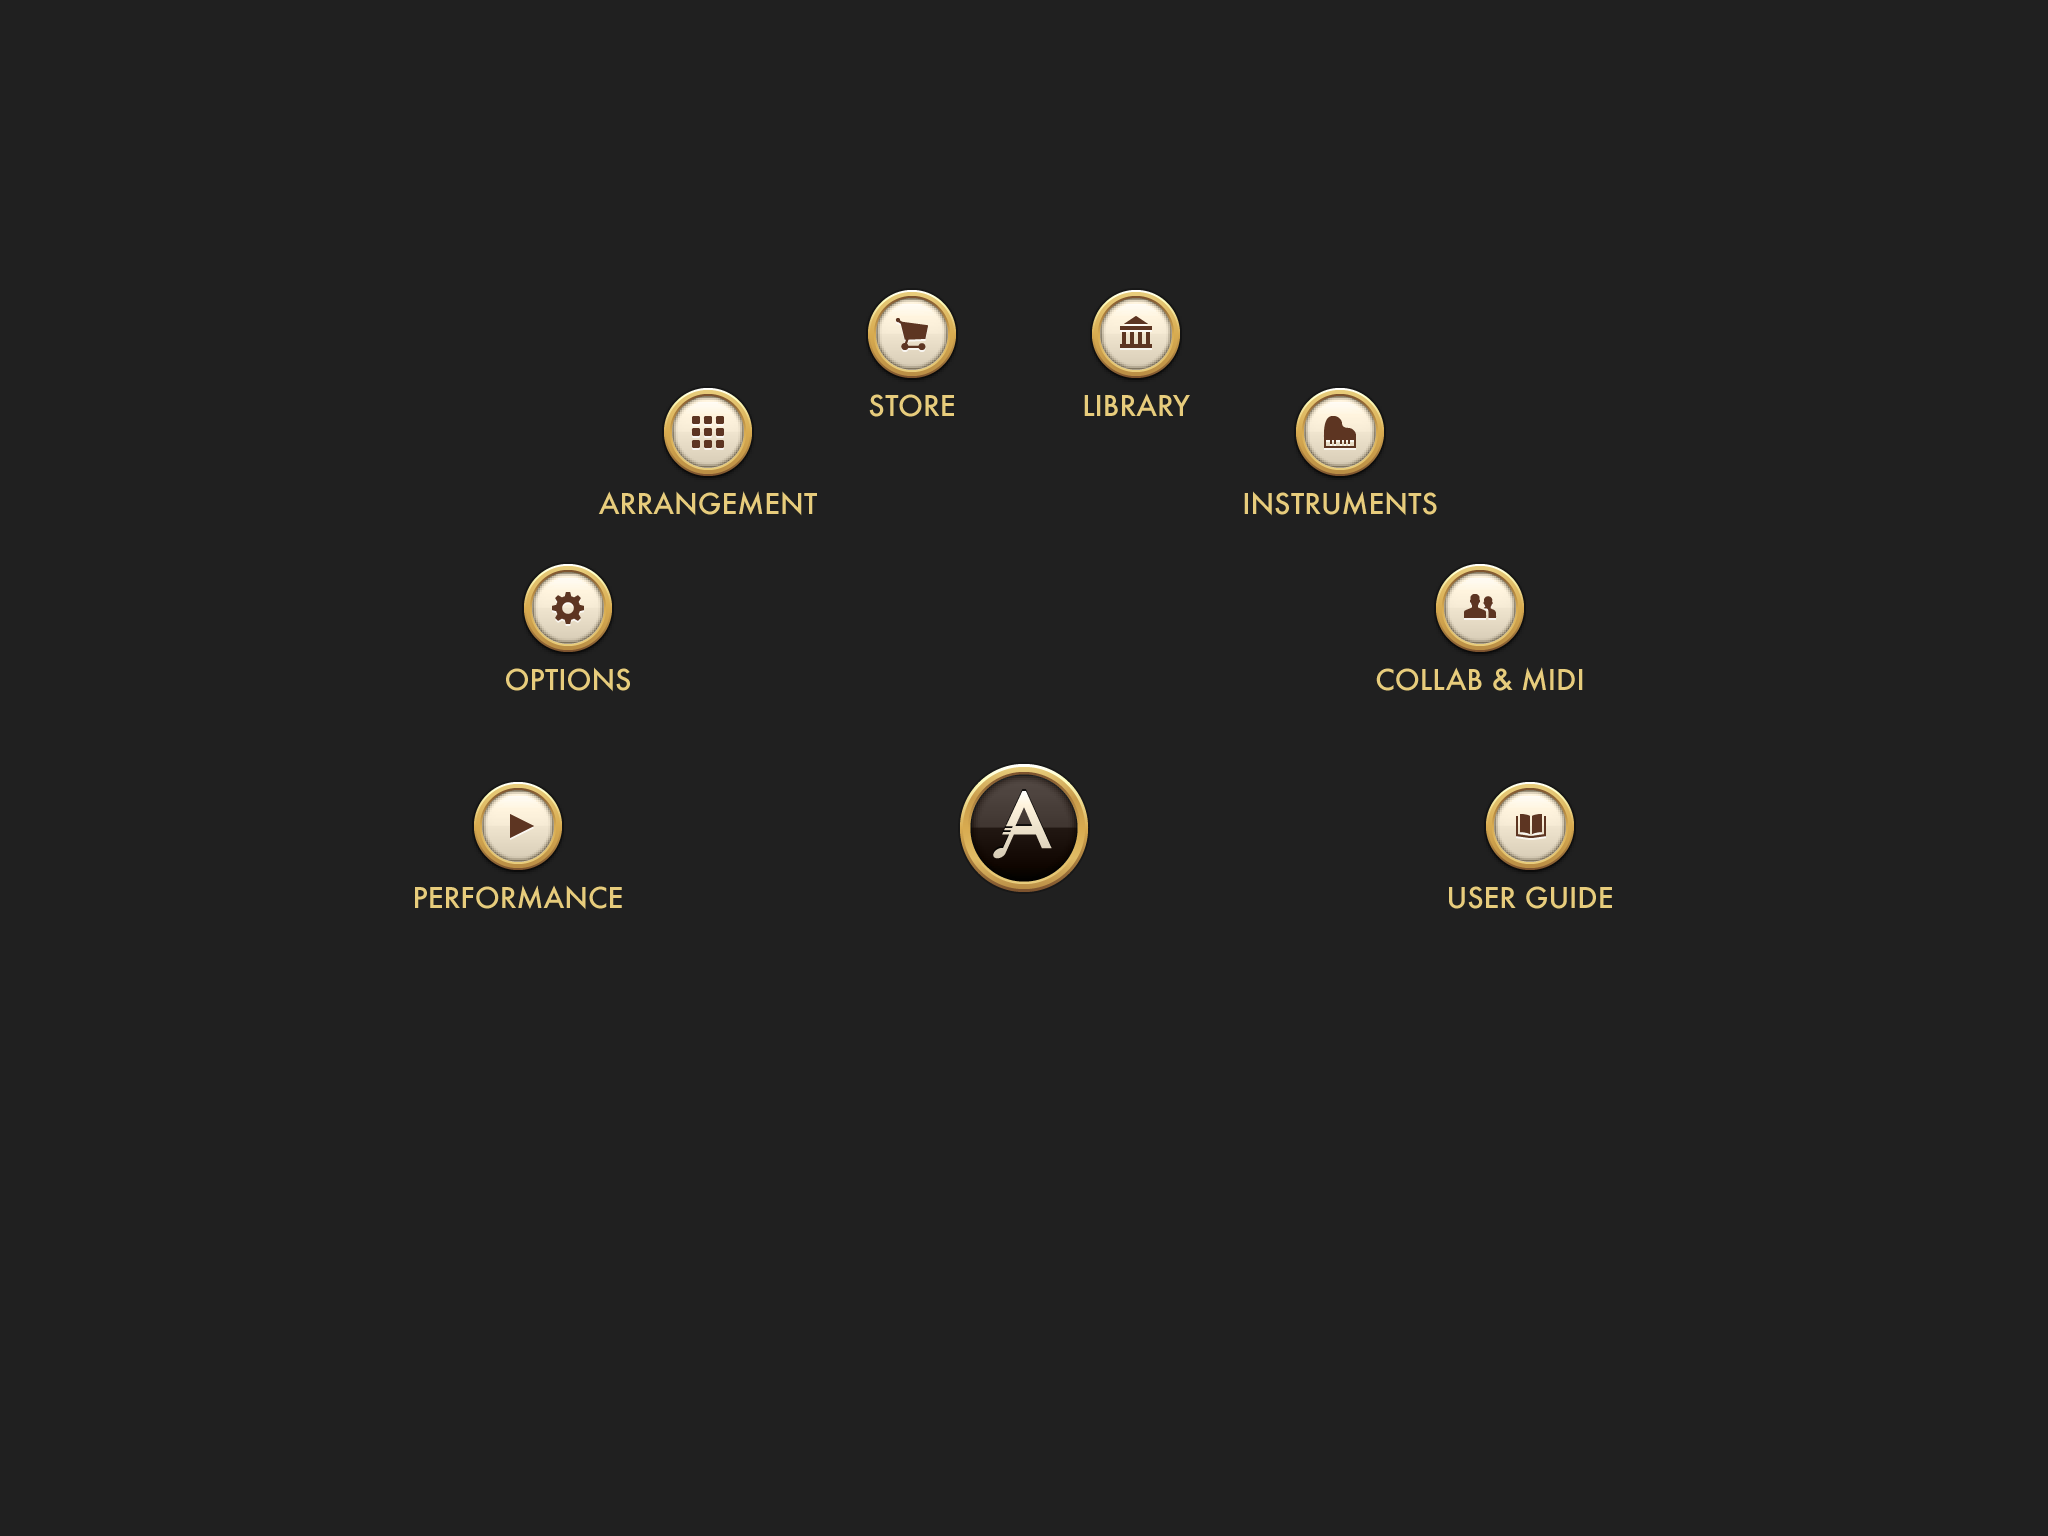 STORE
LIBRARY
ARRANGEMENT
INSTRUMENTS
OPTIONS
COLLAB & MIDI
A
PERFORMANCE
USER GUIDE